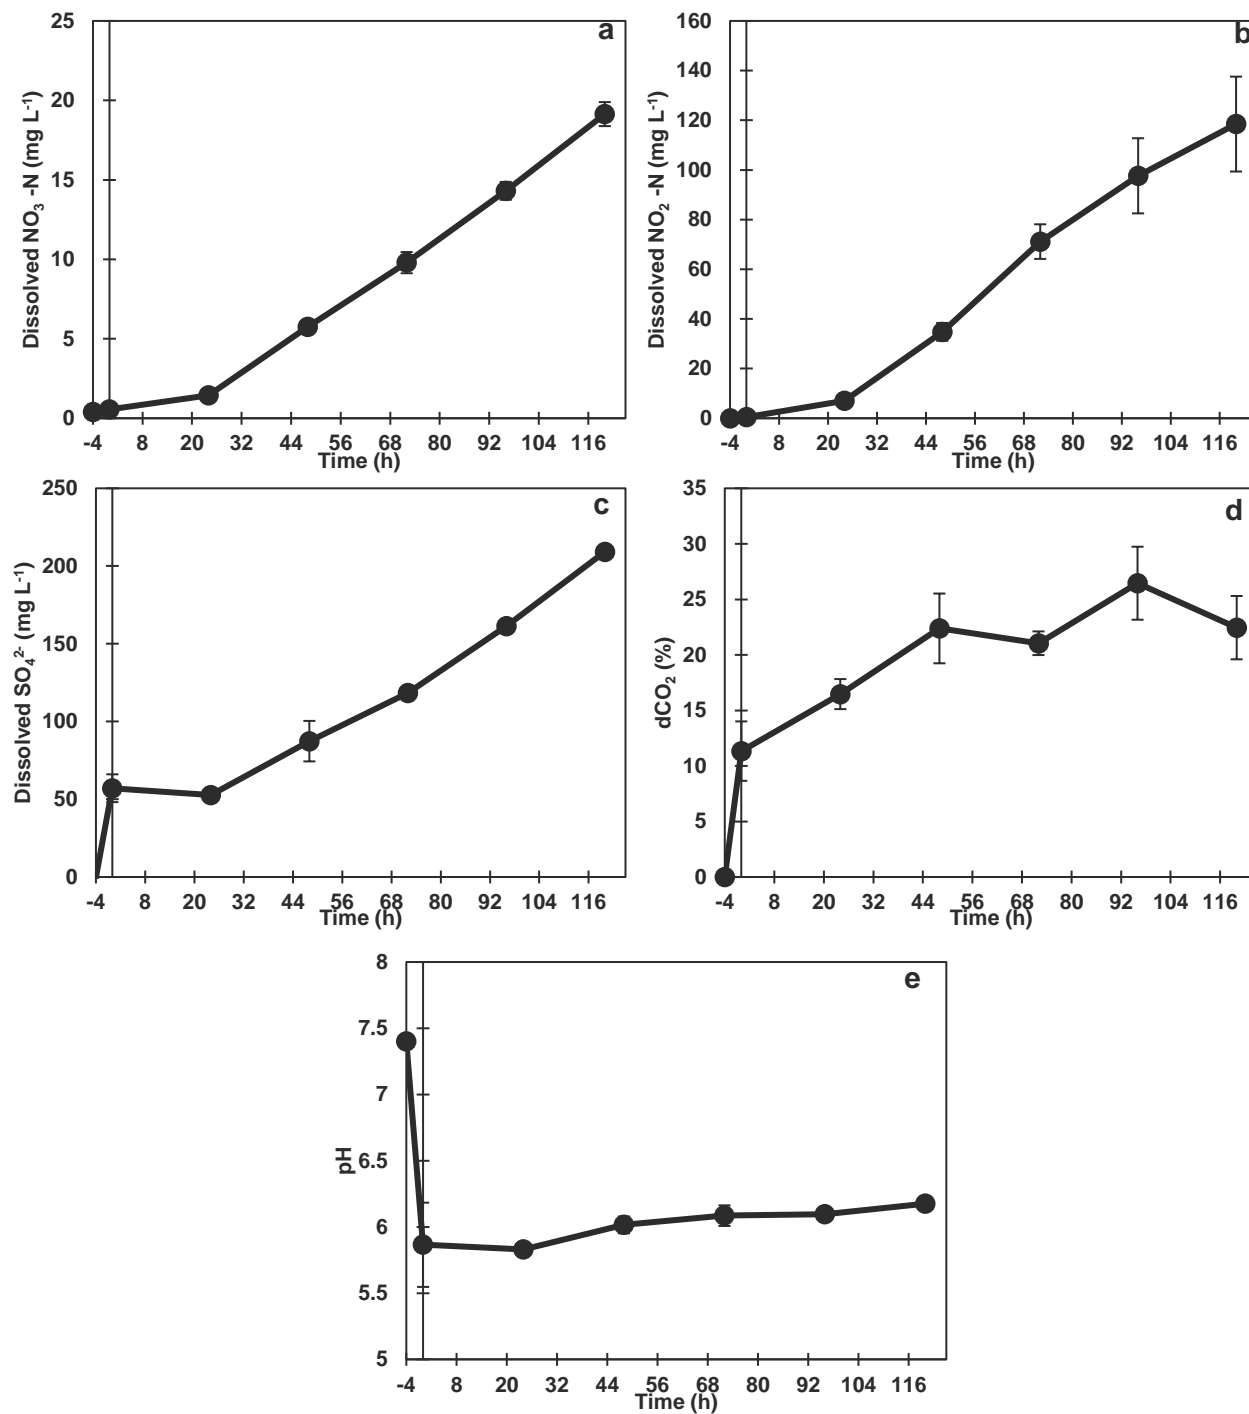 a
Dissolved NO₃ -N (mg L⁻¹)
25
20
15
10
5
0
-4 8 20 32 44 56 68 80 92 104 116
Time (h)
b
Dissolved NO₂ -N (mg L⁻¹)
160
140
120
100
80
60
40
20
0
-4 8 20 32 44 56 68 80 92 104 116
Time (h)
c
Dissolved SO₄²⁻ (mg L⁻¹)
250
200
150
100
50
0
-4 8 20 32 44 56 68 80 92 104 116
Time (h)
d
dCO₂ (%)
35
30
25
20
15
10
5
0
-4 8 20 32 44 56 68 80 92 104 116
Time (h)
e
pH
8
7.5
7
6.5
6
5.5
5
-4 8 20 32 44 56 68 80 92 104 116
Time (h)